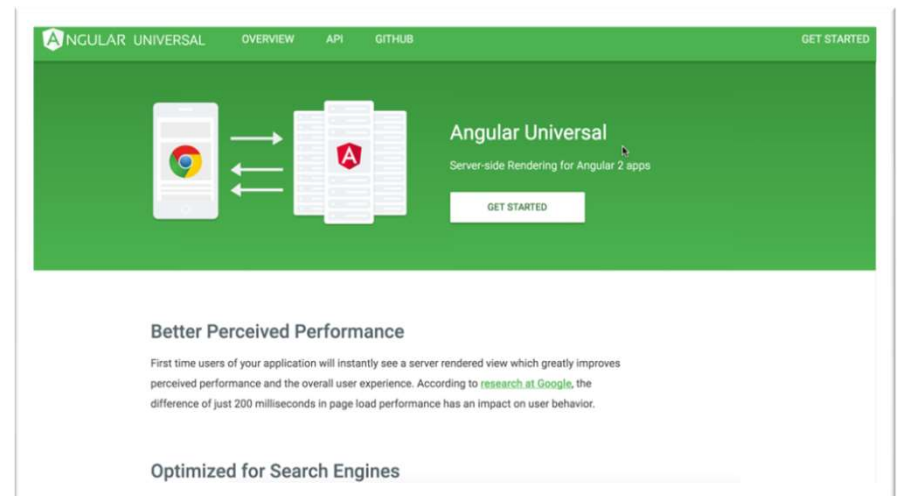 ANGULAR UNIVERSAL OVERVIEW API GITHUB GET STARTED
Angular Universal
Server-side Rendering for Angular 2 apps
GET STARTED
Better Perceived Performance
First time users of your application will instantly see a server rendered view which greatly improves
perceived performance and the overall user experience. According to research at Google, the
difference of just 200 milliseconds in page load performance has an impact on user behavior.
Optimized for Search Engines